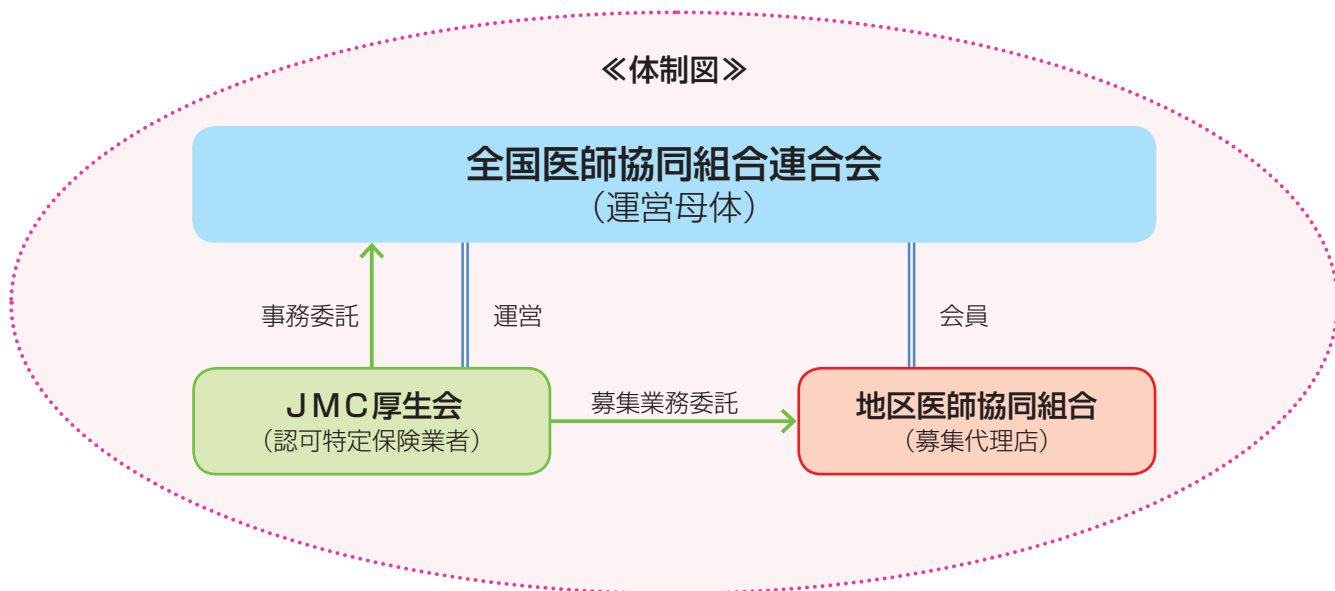 ≪体制図≫
全国医師協同組合連合会
（運営母体）
事務委託
運営
会員
JMC厚生会
（認可特定保険業者）
募集業務委託
地区医師協同組合
（募集代理店）